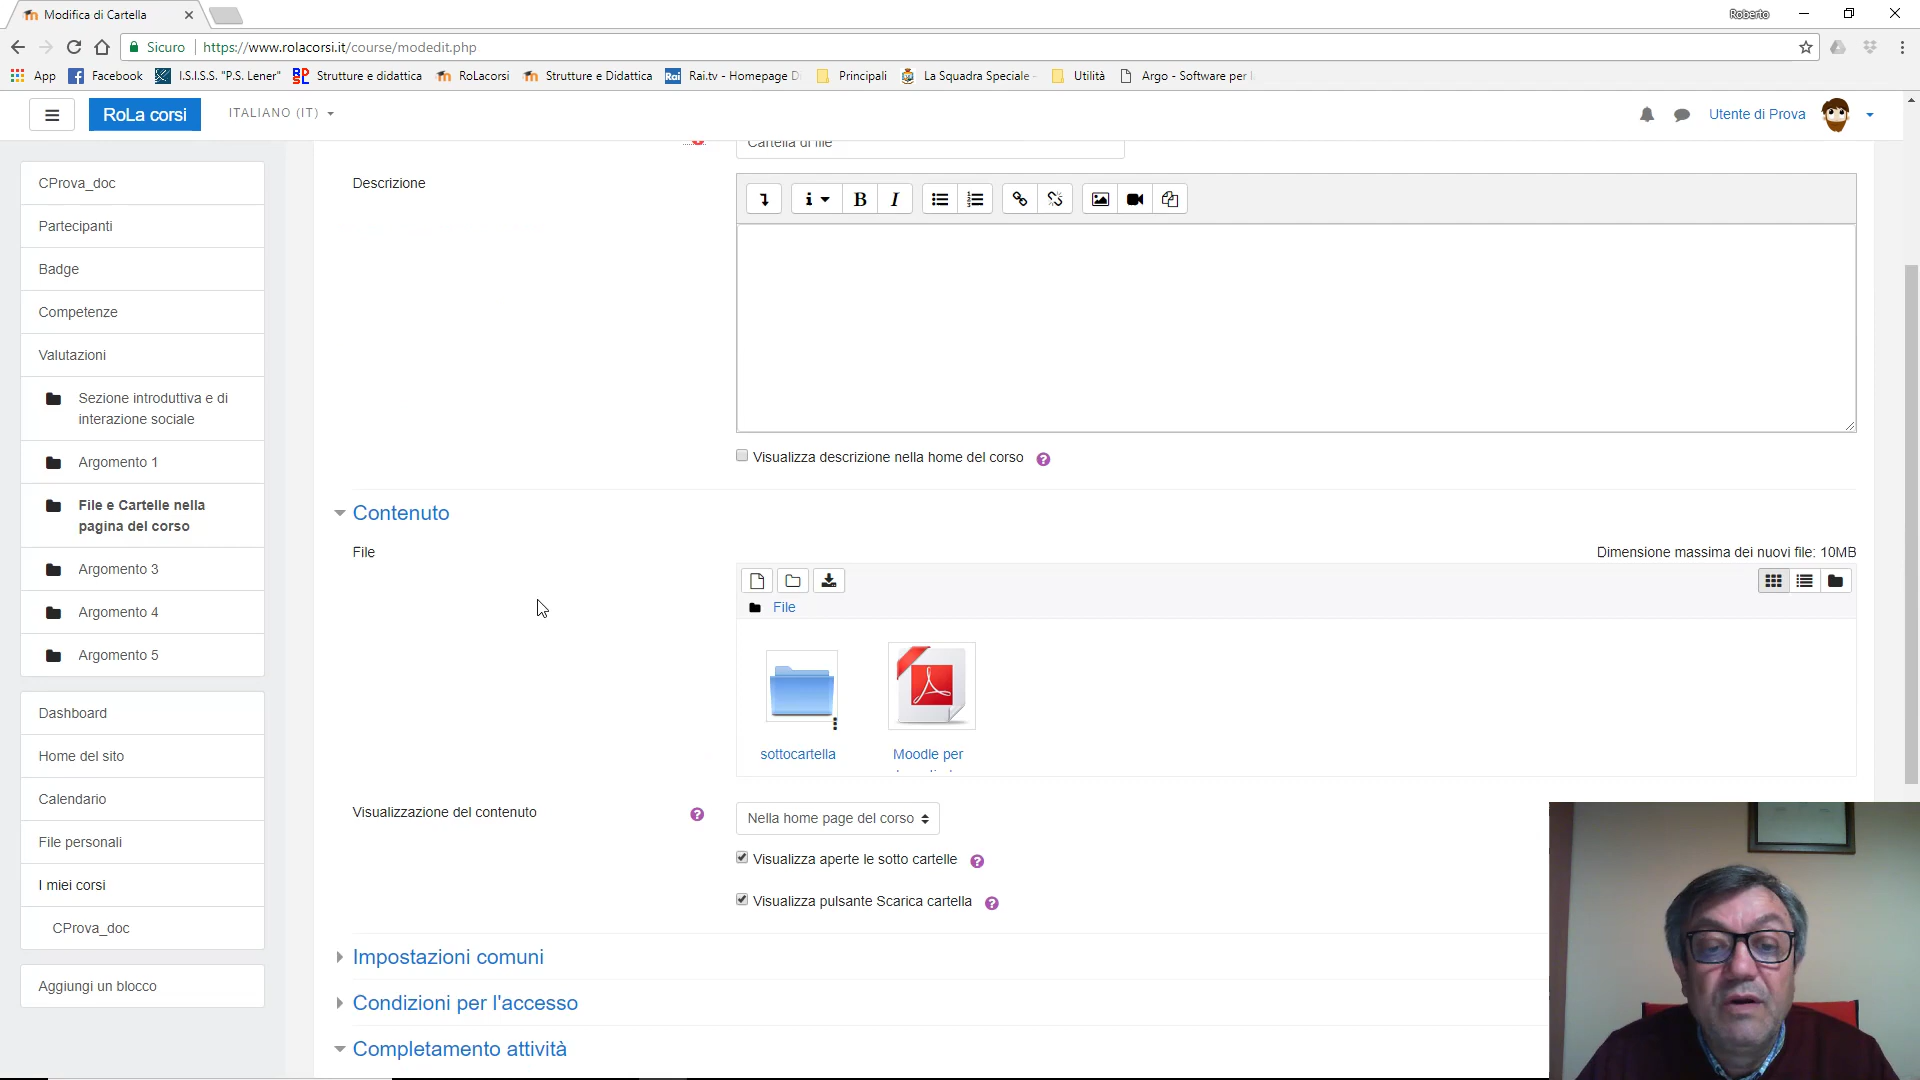 Modifica di Cartella
Roberto
Sicuro https://www.rolacorsi.it/course/modedit.php
App Facebook I.S.I.S.S. "P.S. Lener" Strutture e didattica RoLacorsi Strutture e Didattica Rai Rai.tv - Homepage Principali La Squadra Speciale Utilità Argo - Software per
RoLa corsi ITALIANO (IT) Utente di Prova
Cartella di file
CProva_doc
Partecipanti
Badge
Competenze
Valutazioni
Sezione introduttiva e di
interazione sociale
Argomento 1
File e Cartelle nella
pagina del corso
Argomento 3
Argomento 4
Argomento 5
Dashboard
Home del sito
Calendario
File personali
I miei corsi
CProva_doc
Aggiungi un blocco
Descrizione
i B I
Visualizza descrizione nella home del corso ?
Contenuto
File Dimensione massima dei nuovi file: 10MB
File
sottocartella Moodle per
Visualizzazione del contenuto ? Nella home page del corso
Visualizza aperte le sotto cartelle ?
Visualizza pulsante Scarica cartella ?
Impostazioni comuni
Condizioni per l'accesso
Completamento attività